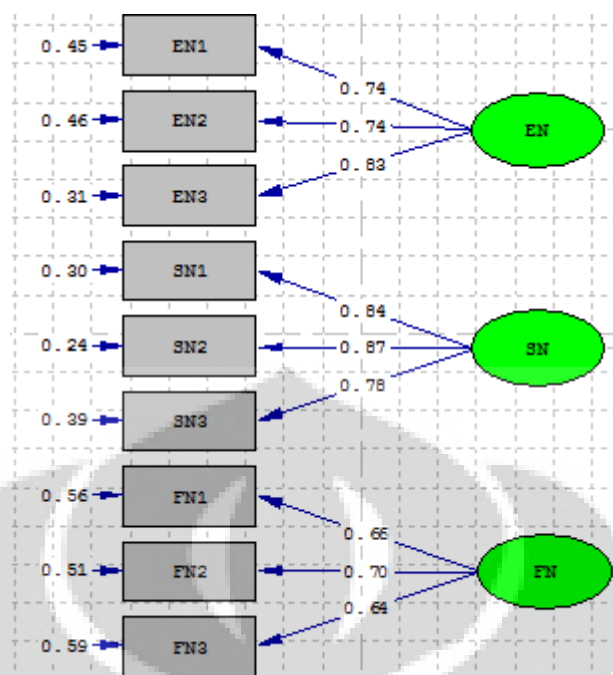 0.45 EN1
0.74
0.46 EN2 0.74 EN
0.83
0.31 EN3
0.30 SN1
0.84
0.24 SN2 0.87 SN
0.78
0.39 SN3
0.56 FN1
0.66
0.51 FN2 0.70 FN
0.64
0.59 FN3